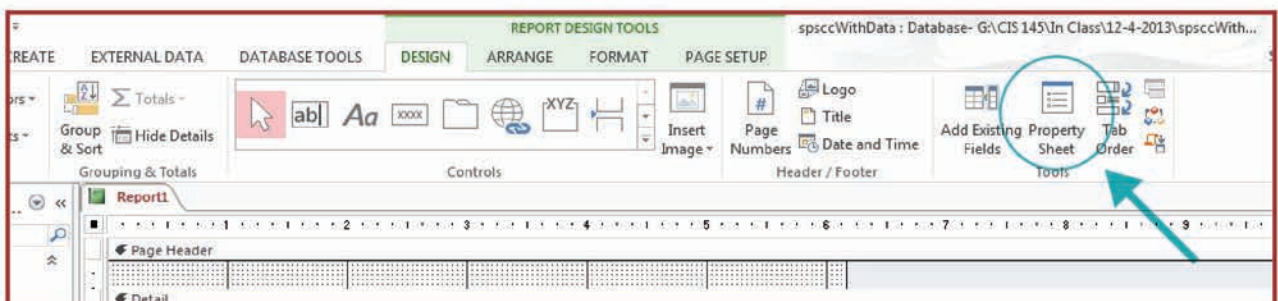 REPORT DESIGN TOOLS spsccWithData : Database- G:\CIS 145\In Class\12-4-2013\spsccWith...
CREATE EXTERNAL DATA DATABASE TOOLS DESIGN ARRANGE FORMAT PAGE SETUP
Σ Totals
Group & Sort
Hide Details
Grouping & Totals
ab| Aa xxxx XYZ
Controls
Insert Image
# Page Numbers
Logo
Title
Date and Time
Header / Footer
Add Existing Fields
Property Sheet
Tab Order
Tools
Report1
1 2 3 4 5 6 7 8 9
Page Header
Detail